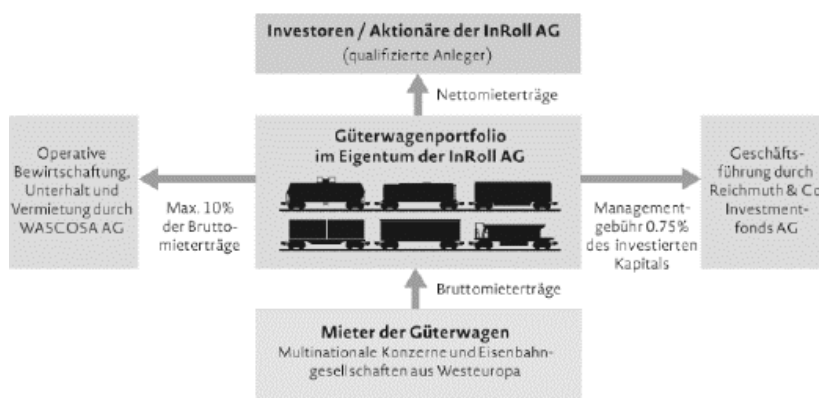 Investoren / Aktionäre der InRoll AG
(qualifizierte Anleger)
Nettomieterträge
Güterwagenportfolio
im Eigentum der InRoll AG
Operative
Bewirtschaftung,
Unterhalt und
Vermietung durch
WASCOSA AG
Max. 10%
der Brutto-
mieterträge
Management-
gebühr 0.75%
des investierten
Kapitals
Geschäfts-
führung durch
Reichmuth & Co
Investment-
fonds AG
Bruttomieterträge
Mieter der Güterwagen
Multinationale Konzerne und Eisenbahn-
gesellschaften aus Westeuropa